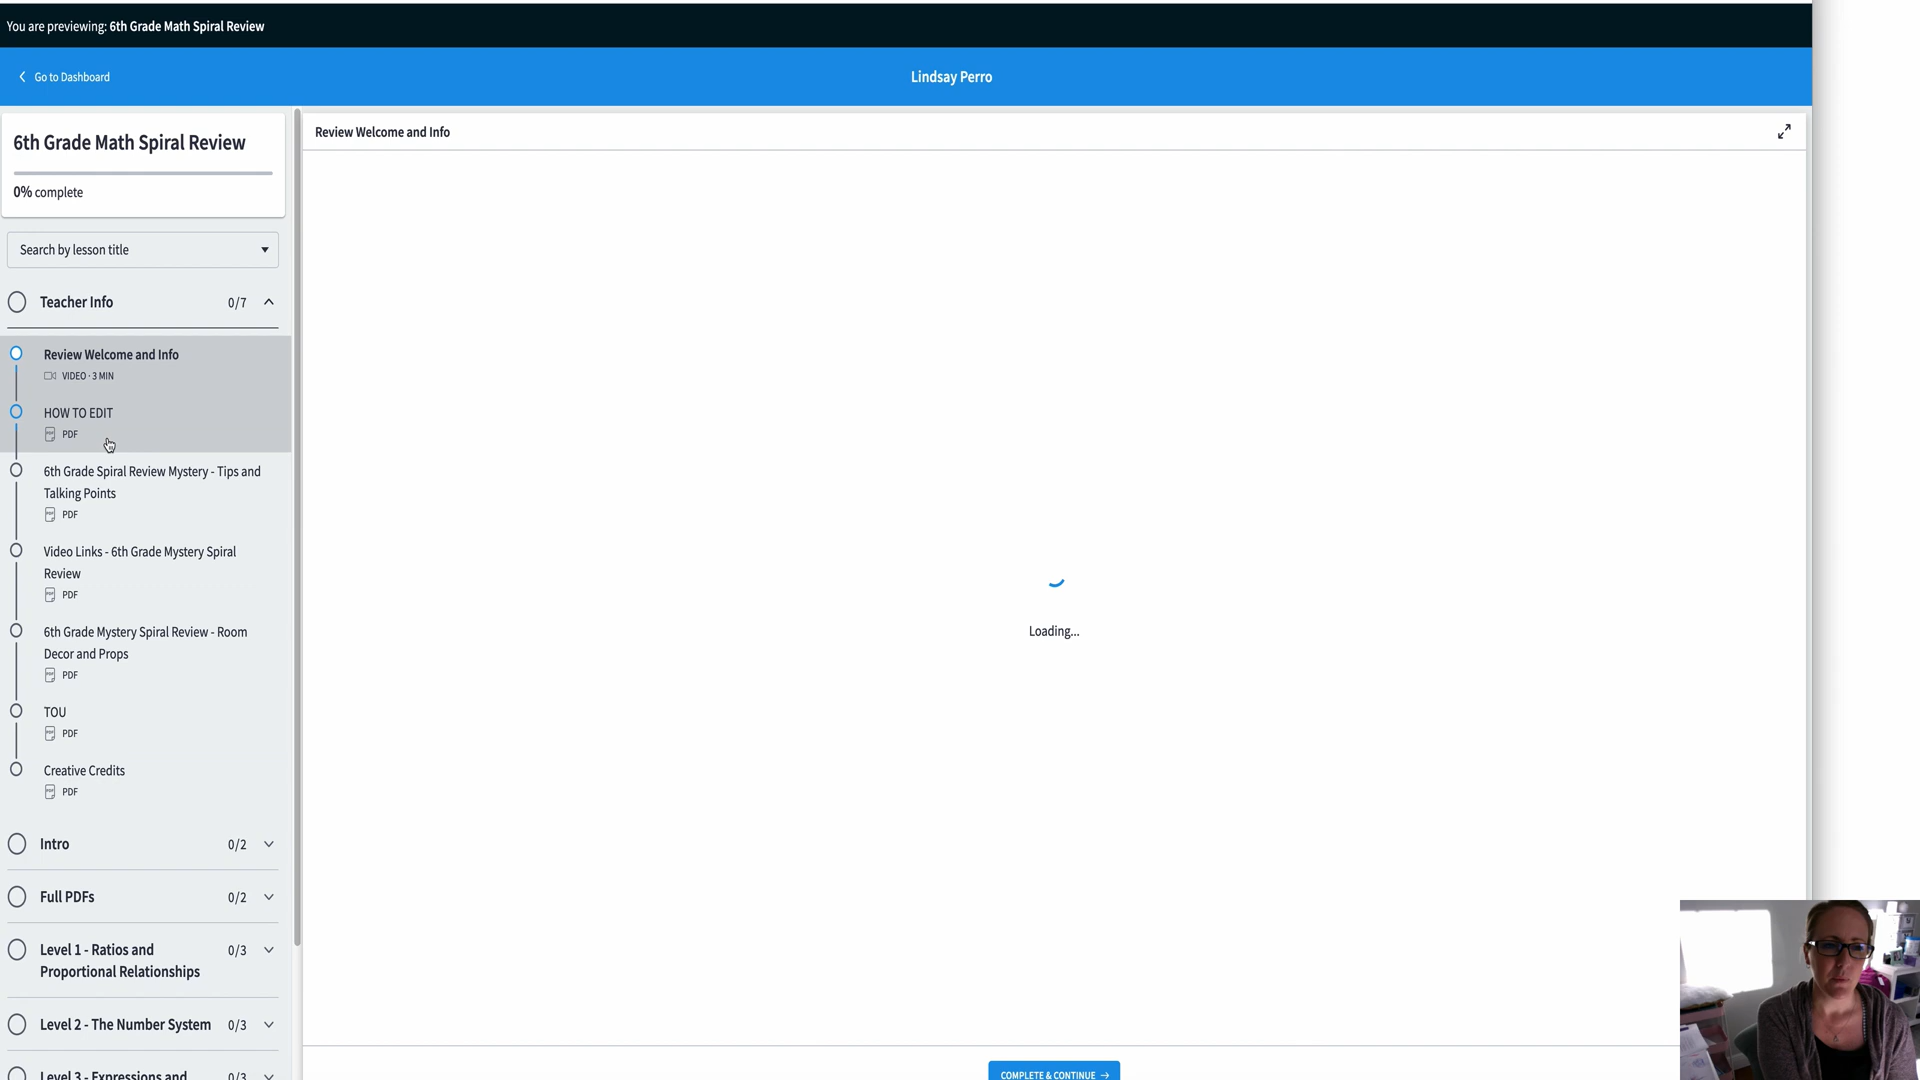 You are previewing: 6th Grade Math Spiral Review
Go to Dashboard
Lindsay Perro
6th Grade Math Spiral Review
0% complete
Search by lesson title
Teacher Info 0/7
Review Welcome and Info
VIDEO · 3 MIN
HOW TO EDIT
PDF
6th Grade Spiral Review Mystery - Tips and
Talking Points
PDF
Video Links - 6th Grade Mystery Spiral
Review
PDF
6th Grade Mystery Spiral Review - Room
Decor and Props
PDF
TOU
PDF
Creative Credits
PDF
Intro 0/2
Full PDFs 0/2
Level 1 - Ratios and 0/3
Proportional Relationships
Level 2 - The Number System 0/3
Level 3 - Expressions and 0/3
Review Welcome and Info
Loading...
COMPLETE & CONTINUE →